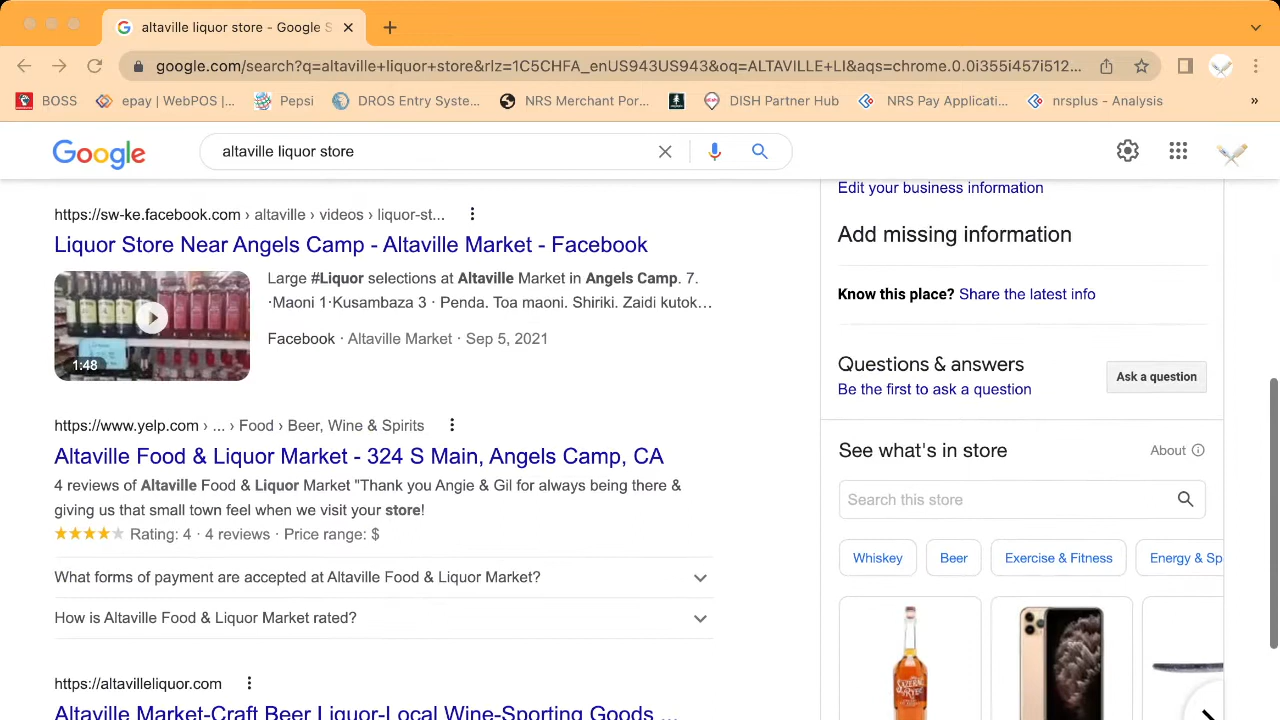 altaville liquor store - Google S
google.com/search?q=altaville+liquor+store&rlz=1C5CHFA_enUS943US943&oq=ALTAVILLE+LI&aqs=chrome.0.0i355i457i512...
BOSS
epay | WebPOS |...
Pepsi
DROS Entry Syste...
NRS Merchant Por...
DISH Partner Hub
NRS Pay Applicati...
nrsplus - Analysis
»
Google
altaville liquor store
https://sw-ke.facebook.com › altaville › videos › liquor-st...
Liquor Store Near Angels Camp - Altaville Market - Facebook
Large #Liquor selections at Altaville Market in Angels Camp. 7.
·Maoni 1·Kusambaza 3 · Penda. Toa maoni. Shiriki. Zaidi kutok...
Facebook · Altaville Market · Sep 5, 2021
1:48
https://www.yelp.com › ... › Food › Beer, Wine & Spirits
Altaville Food & Liquor Market - 324 S Main, Angels Camp, CA
4 reviews of Altaville Food & Liquor Market "Thank you Angie & Gil for always being there &
giving us that small town feel when we visit your store!
Rating: 4 · 4 reviews · Price range: $
What forms of payment are accepted at Altaville Food & Liquor Market?
How is Altaville Food & Liquor Market rated?
https://altavilleliquor.com
Altaville Market-Craft Beer Liquor-Local Wine-Sporting Goods ...
Edit your business information
Add missing information
Know this place? Share the latest info
Questions & answers
Be the first to ask a question
Ask a question
See what's in store
About
Search this store
Whiskey
Beer
Exercise & Fitness
Energy & Sp
SAZERAC
RYE